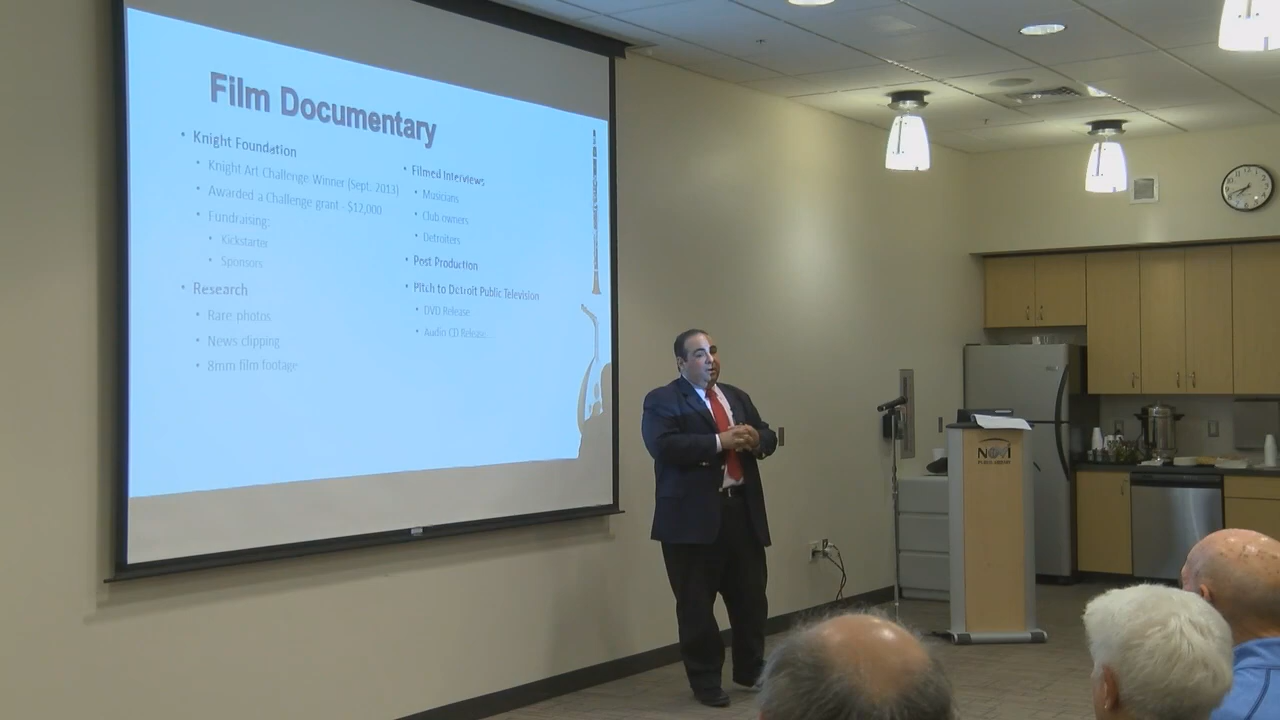 Film Documentary
• Knight Foundation
• Knight Art Challenge Winner (Sept. 2013)
• Awarded a Challenge grant - $12,000
• Fundraising:
• Kickstarter
• Sponsors
• Research
• Rare photos
• News clipping
• 8mm film footage
• Filmed Interviews
• Musicians
• Club owners
• Detroiters
• Post Production
• Pitch to Detroit Public Television
• DVD Release
• Audio CD Release...
NOVI
PUBLIC LIBRARY